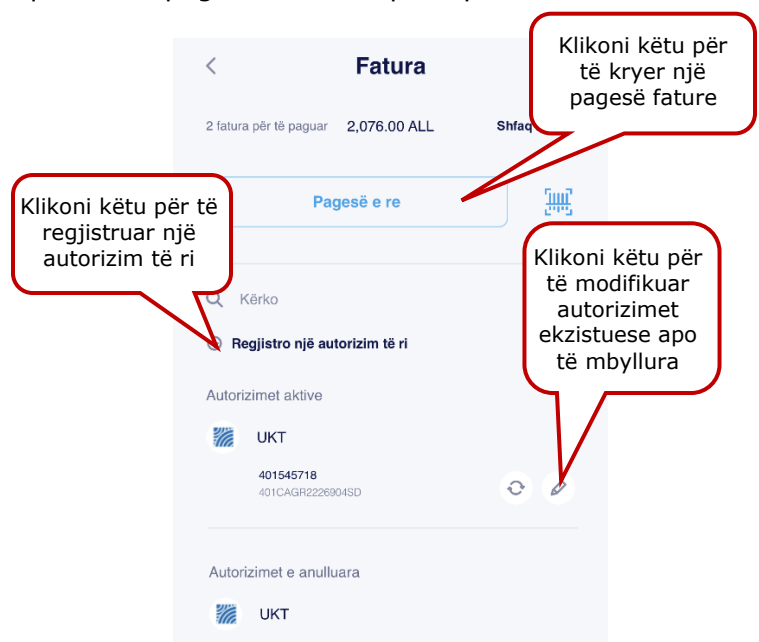 Klikoni këtu për
të kryer një
pagesë fature
Fatura
2 fatura për të paguar 2,076.00 ALL Shfaq
Pagesë e re
Klikoni këtu për të
regjistruar një
autorizim të ri
Klikoni këtu për
të modifikuar
autorizimet
ekzistuese apo
të mbyllura
Kërko
Regjistro një autorizim të ri
Autorizimet aktive
UKT
401545718
401CAGR2226904SD
Autorizimet e anulluara
UKT